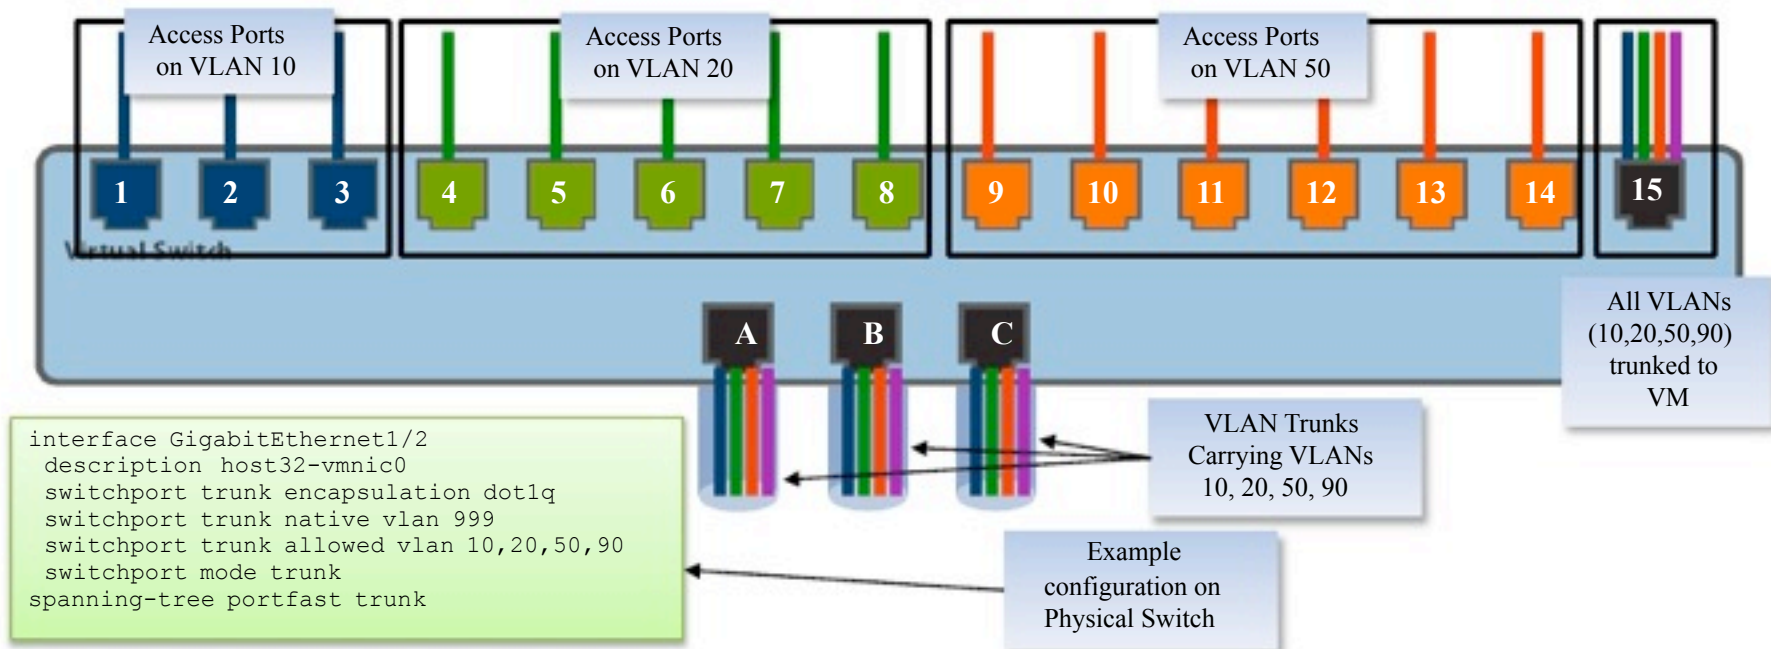 Access Ports
on VLAN 10
Access Ports
on VLAN 20
Access Ports
on VLAN 50
1
2
3
4
5
6
7
8
9
10
11
12
13
14
15
Virtual Switch
A
B
C
All VLANs
(10,20,50,90)
trunked to
VM
interface GigabitEthernet1/2
description host32-vmnic0
switchport trunk encapsulation dot1q
switchport trunk native vlan 999
switchport trunk allowed vlan 10,20,50,90
switchport mode trunk
spanning-tree portfast trunk
VLAN Trunks
Carrying VLANs
10, 20, 50, 90
Example
configuration on
Physical Switch